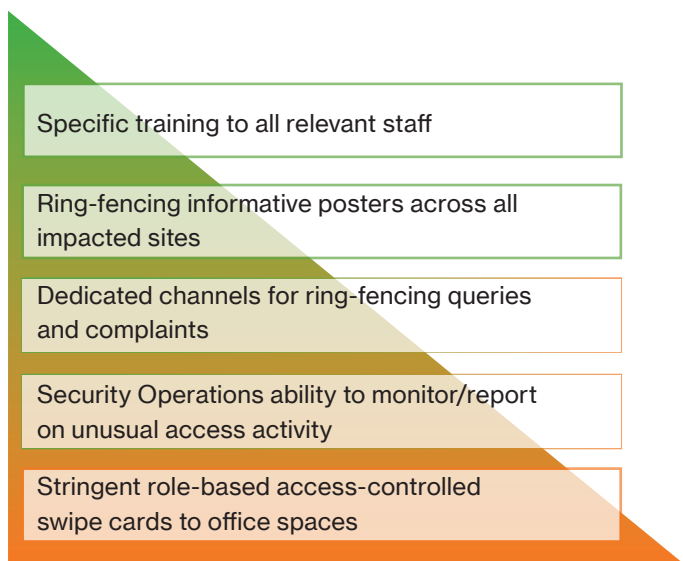 Specific training to all relevant staff
Ring-fencing informative posters across all
impacted sites
Dedicated channels for ring-fencing queries
and complaints
Security Operations ability to monitor/report
on unusual access activity
Stringent role-based access-controlled
swipe cards to office spaces